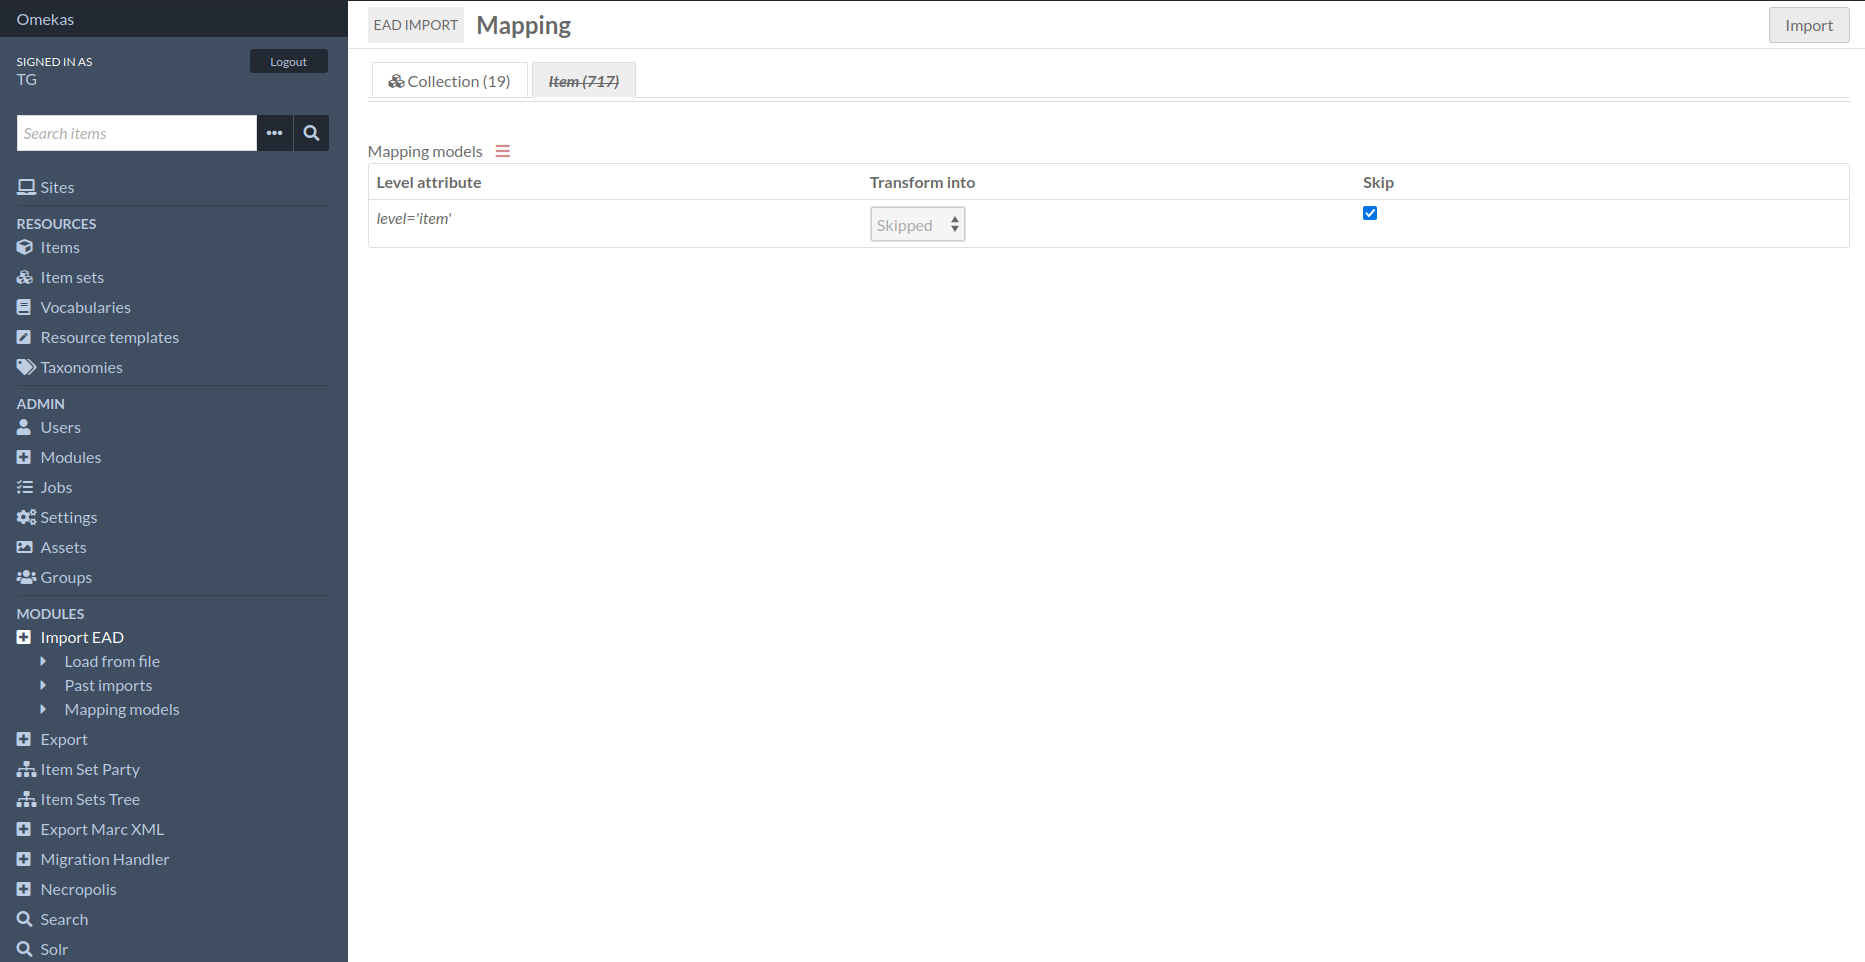 Omekas
SIGNED IN AS
TG
Logout
Search items
Sites
RESOURCES
Items
Item sets
Vocabularies
Resource templates
Taxonomies
ADMIN
Users
Modules
Jobs
Settings
Assets
Groups
MODULES
Import EAD
Load from file
Past imports
Mapping models
Export
Item Set Party
Item Sets Tree
Export Marc XML
Migration Handler
Necropolis
Search
Solr
EAD IMPORT Mapping
Import
Collection (19) Item (717)
Mapping models
Level attribute Transform into Skip
level='item' Skipped